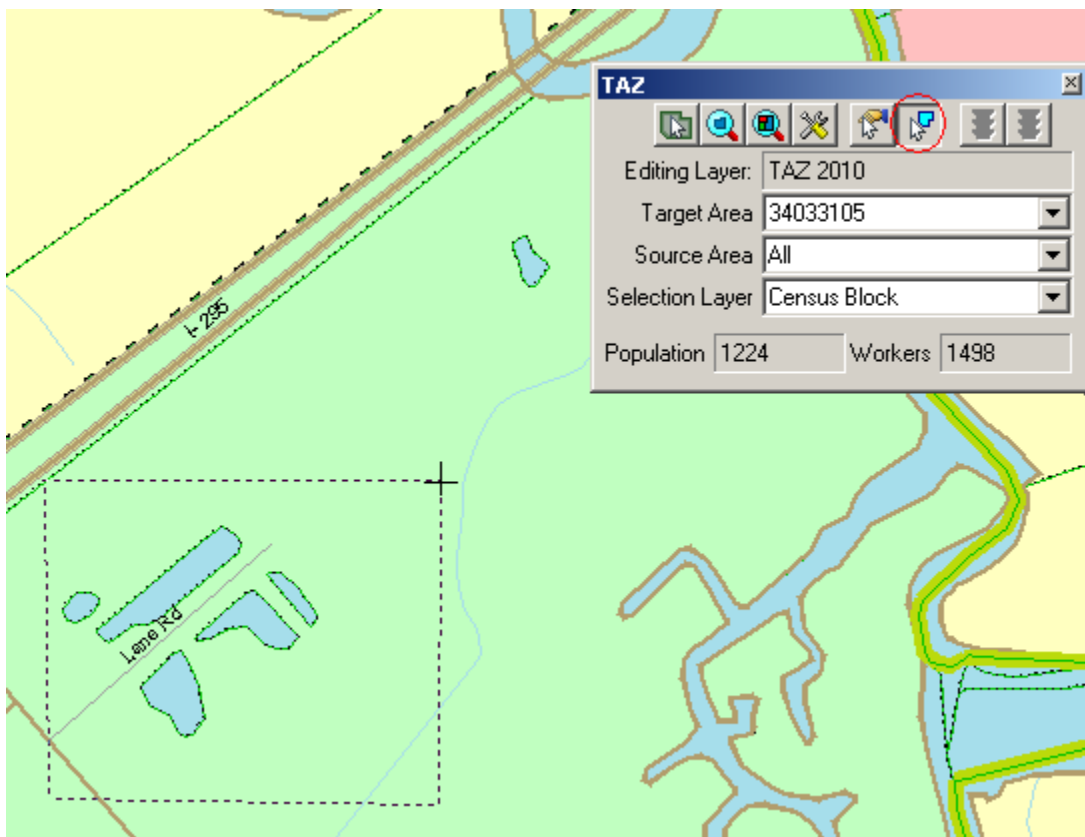 TAZ
Editing Layer: TAZ 2010
Target Area 34033105
Source Area All
Selection Layer Census Block
Population 1224 Workers 1498
I- 295
Lane Rd